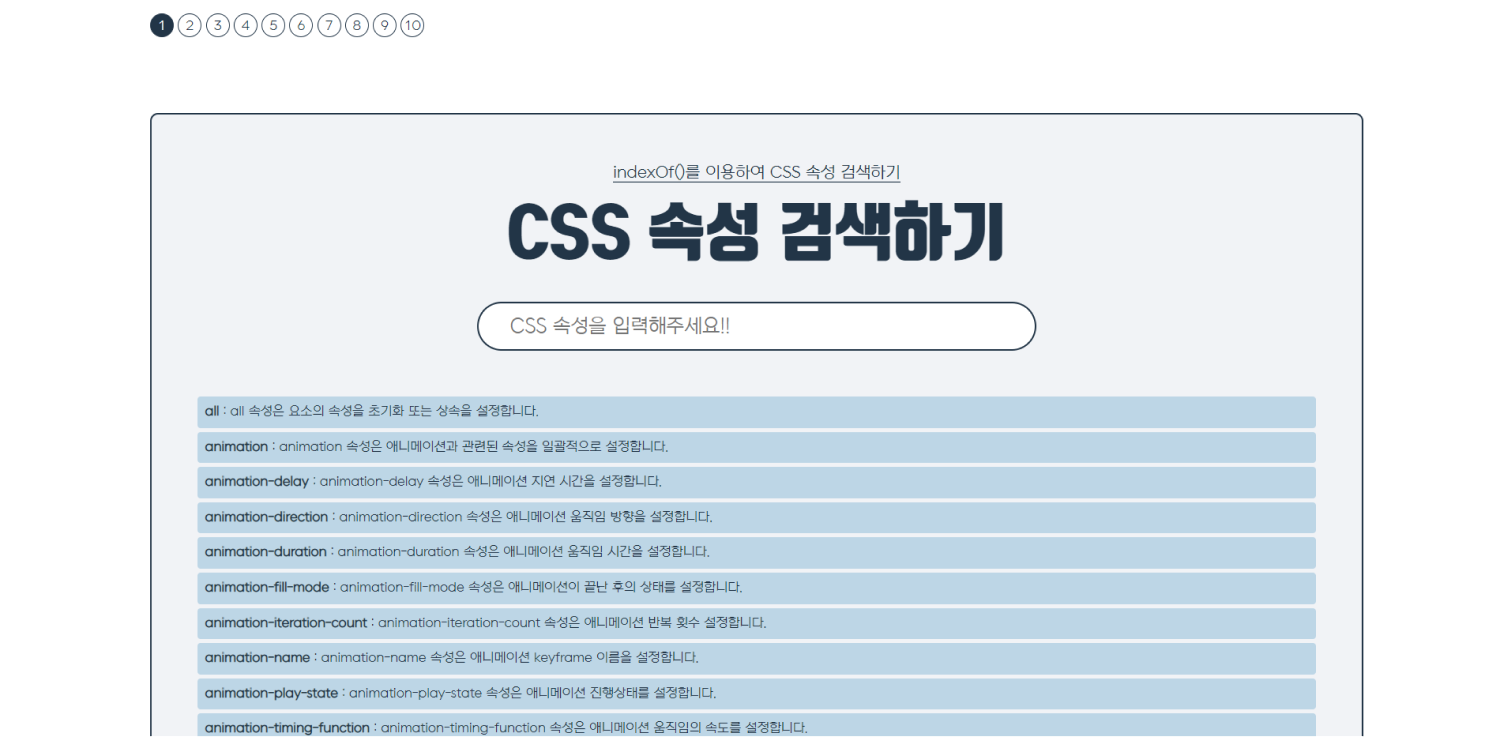 1 2 3 4 5 6 7 8 9 10
indexOf()를 이용하여 CSS 속성 검색하기
CSS 속성 검색하기
CSS 속성을 입력해주세요!!
all : all 속성은 요소의 속성을 초기화 또는 상속을 설정합니다.
animation : animation 속성은 애니메이션과 관련된 속성을 일괄적으로 설정합니다.
animation-delay : animation-delay 속성은 애니메이션 지연 시간을 설정합니다.
animation-direction : animation-direction 속성은 애니메이션 움직임 방향을 설정합니다.
animation-duration : animation-duration 속성은 애니메이션 움직임 시간을 설정합니다.
animation-fill-mode : animation-fill-mode 속성은 애니메이션이 끝난 후의 상태를 설정합니다.
animation-iteration-count : animation-iteration-count 속성은 애니메이션 반복 횟수 설정합니다.
animation-name : animation-name 속성은 애니메이션 keyframe 이름을 설정합니다.
animation-play-state : animation-play-state 속성은 애니메이션 진행상태를 설정합니다.
animation-timing-function : animation-timing-function 속성은 애니메이션 움직임의 속도를 설정합니다.